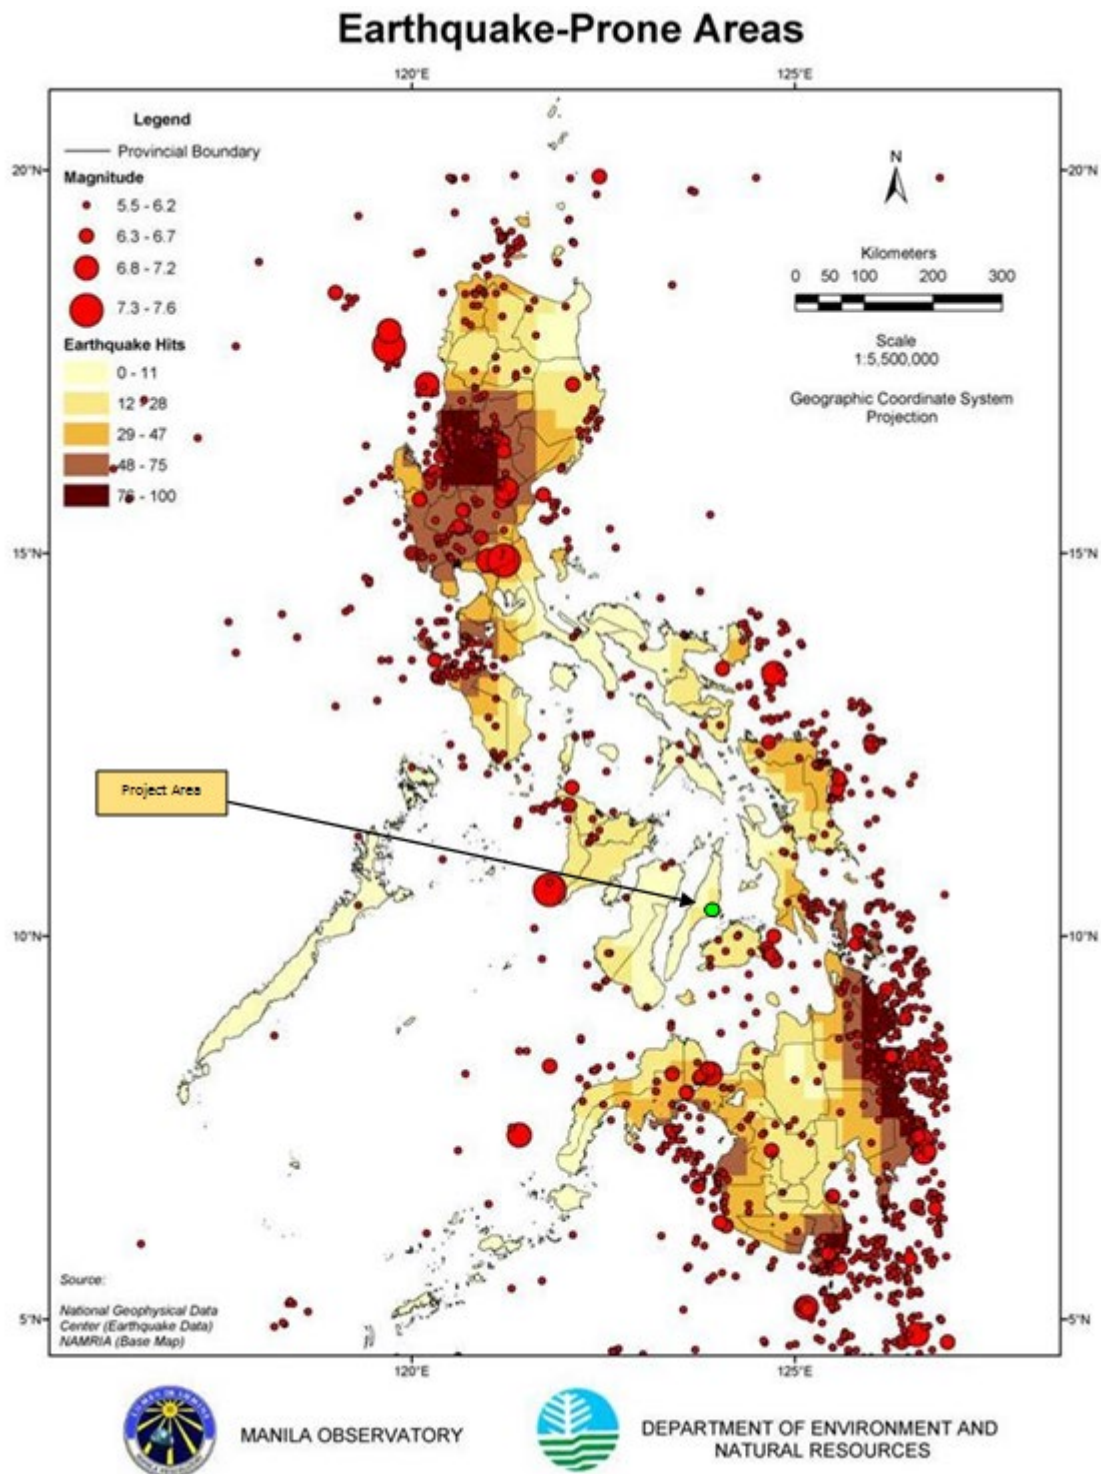 Earthquake-Prone Areas
120°E 125°E
Legend
Provincial Boundary
20°N 20°N
Magnitude
5.5 - 6.2
6.3 - 6.7
6.8 - 7.2
7.3 - 7.6
N
Kilometers
0 50 100 200 300
Scale
1:5,500,000
Geographic Coordinate System
Projection
Earthquake Hits
0 - 11
12 - 28
29 - 47
48 - 75
76 - 100
15°N 15°N
Project Area
10°N 10°N
Source:
National Geophysical Data
Center (Earthquake Data)
NAMRIA (Base Map)
5°N 5°N
120°E 125°E
MANILA OBSERVATORY
DEPARTMENT OF ENVIRONMENT AND
NATURAL RESOURCES